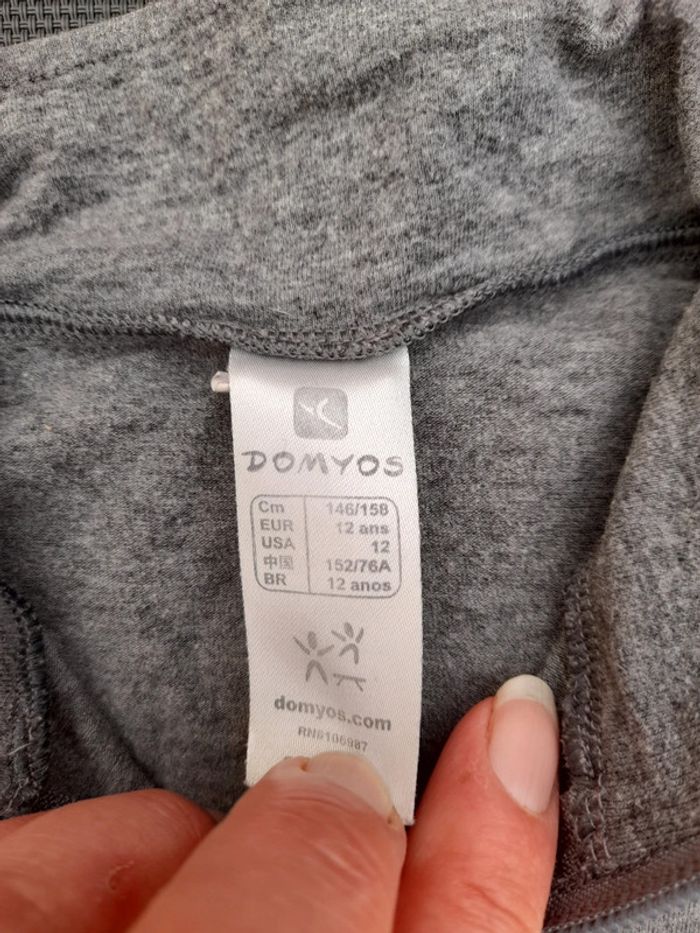 DOMYOS
Cm 146/158
EUR 12 ans
USA 12
中国 152/76A
BR 12 anos
domyos.com
RN#106987